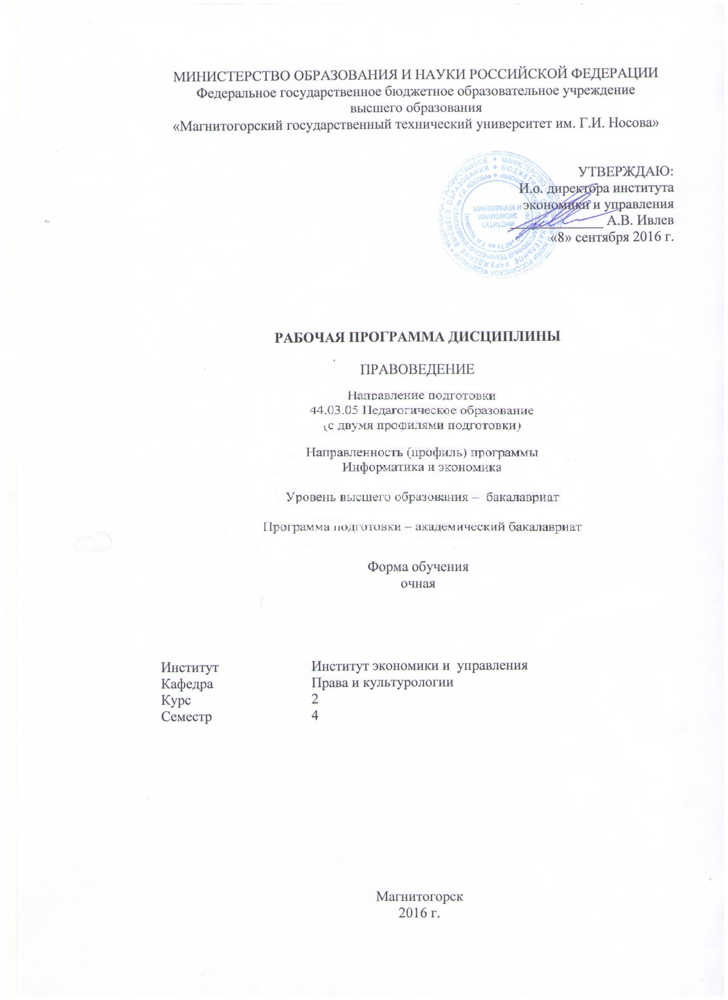 МИНИСТЕРСТВО ОБРАЗОВАНИЯ И НАУКИ РОССИЙСКОЙ ФЕДЕРАЦИИ
Федеральное государственное бюджетное образовательное учреждение
высшего образования
«Магнитогорский государственный технический университет им. Г.И. Носова»
УТВЕРЖДАЮ:
И.о. директора института
экономики и управления
А.В. Ивлев
«8» сентября 2016 г.
ИНСТИТУТ
ЭКОНОМИКИ
И УПРАВЛЕНИЯ
РАБОЧАЯ ПРОГРАММА ДИСЦИПЛИНЫ
ПРАВОВЕДЕНИЕ
Направление подготовки
44.03.05 Педагогическое образование
(с двумя профилями подготовки)
Направленность (профиль) программы
Информатика и экономика
Уровень высшего образования – бакалавриат
Программа подготовки – академический бакалавриат
Форма обучения
очная
Институт Институт экономики и управления
Кафедра Права и культурологии
Курс 2
Семестр 4
Магнитогорск
2016 г.